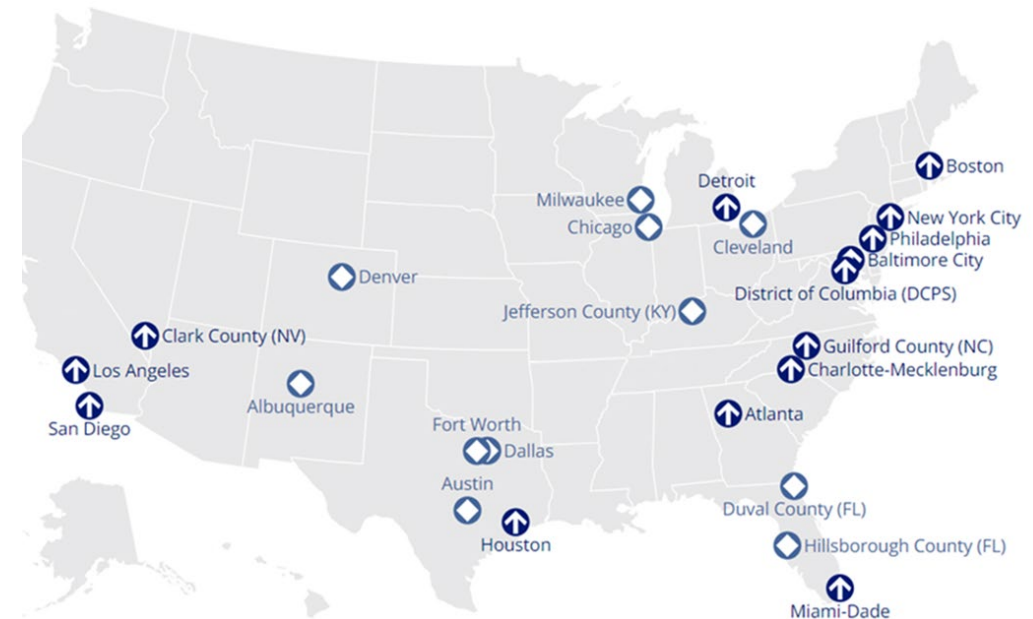 Boston
Detroit
Milwaukee
New York City
Chicago
Philadelphia
Cleveland
Baltimore City
Denver
District of Columbia (DCPS)
Jefferson County (KY)
Clark County (NV)
Guilford County (NC)
Los Angeles
Charlotte-Mecklenburg
Albuquerque
Atlanta
San Diego
Fort Worth
Dallas
Austin
Duval County (FL)
Houston
Hillsborough County (FL)
Miami-Dade